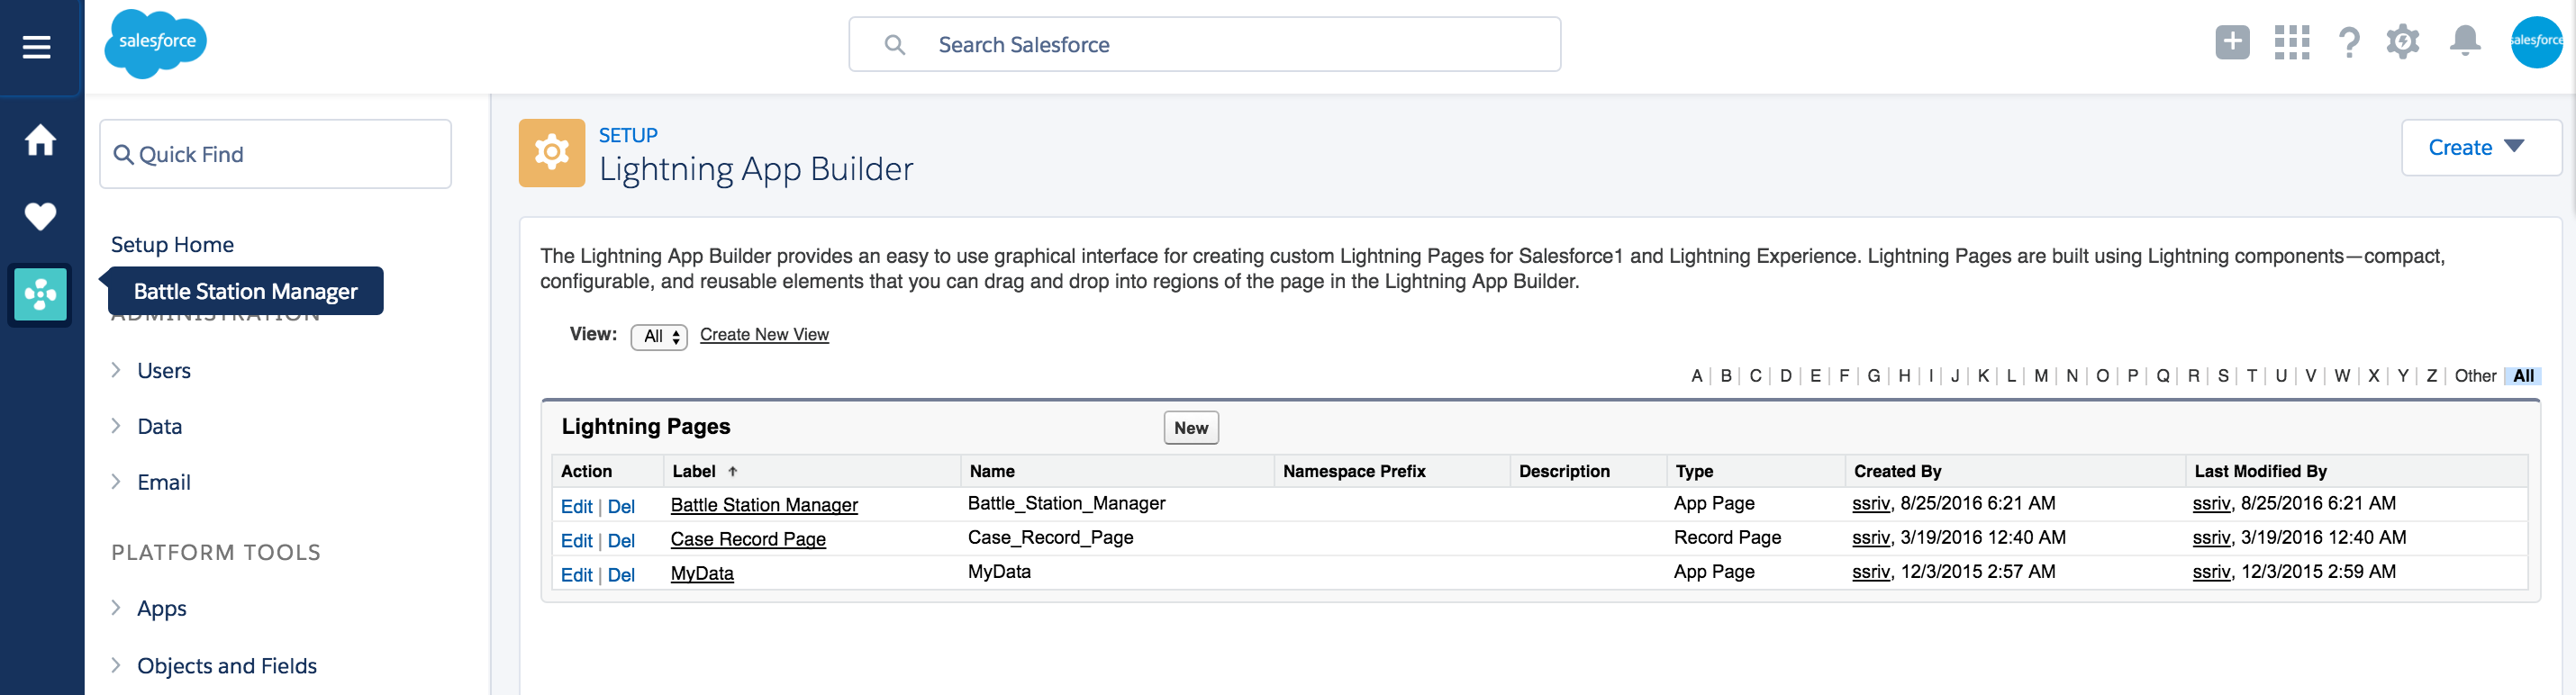 salesforce
Search Salesforce
salesforce
Quick Find
Setup Home
Battle Station Manager
ADMINISTRATION
Users
Data
Email
PLATFORM TOOLS
Apps
Objects and Fields
SETUP
Lightning App Builder
Create
The Lightning App Builder provides an easy to use graphical interface for creating custom Lightning Pages for Salesforce1 and Lightning Experience. Lightning Pages are built using Lightning components—compact,
configurable, and reusable elements that you can drag and drop into regions of the page in the Lightning App Builder.
View: All Create New View
A | B | C | D | E | F | G | H | I | J | K | L | M | N | O | P | Q | R | S | T | U | V | W | X | Y | Z | Other All
Lightning Pages New
Action Label ↑ Name Namespace Prefix Description Type Created By Last Modified By
Edit | Del Battle Station Manager Battle_Station_Manager App Page ssriv, 8/25/2016 6:21 AM ssriv, 8/25/2016 6:21 AM
Edit | Del Case Record Page Case_Record_Page Record Page ssriv, 3/19/2016 12:40 AM ssriv, 3/19/2016 12:40 AM
Edit | Del MyData MyData App Page ssriv, 12/3/2015 2:57 AM ssriv, 12/3/2015 2:59 AM